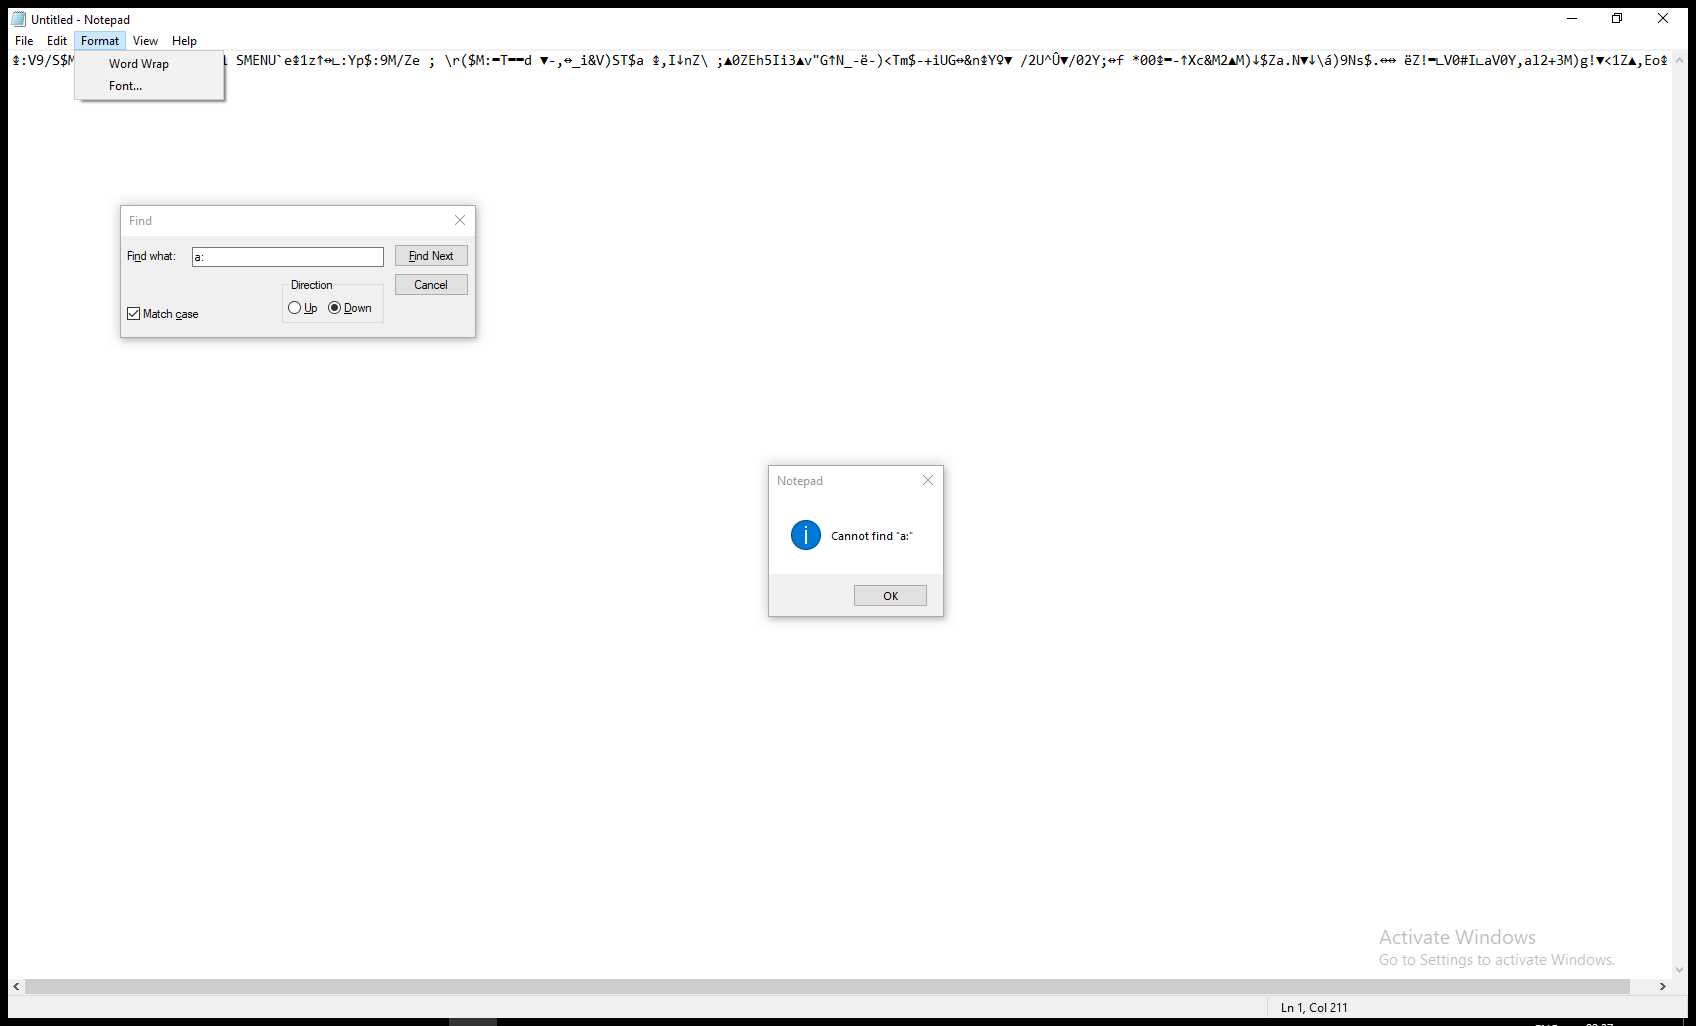 Untitled - Notepad
File Edit Format View Help
‡:V9/S$M
SMENU`e‡1z↑↔∟:Yp$:9M/Ze ; \r($M:━T━━d ▼-,↔_i&V)ST$a ‡,I↓nZ\ ;▲0ZEh5Ii3▲v"G↑N_-ë-)<Tm$-+iUG↔&n‡Y♀▼ /2U^Û▼/02Y;↔f *00‡━-↑Xc&M2▲M)↓$Za.N▼↓\á)9Ns$.↔↔ ëZ!━∟V0#I∟aV0Y,al2+3M)g!▼<1Z▲,Eo‡
Word Wrap
Font...
Find
Find what: a: Find Next
Direction Cancel
Up Down
Match case
Notepad
Cannot find "a:"
OK
Activate Windows
Go to Settings to activate Windows.
Ln 1, Col 211